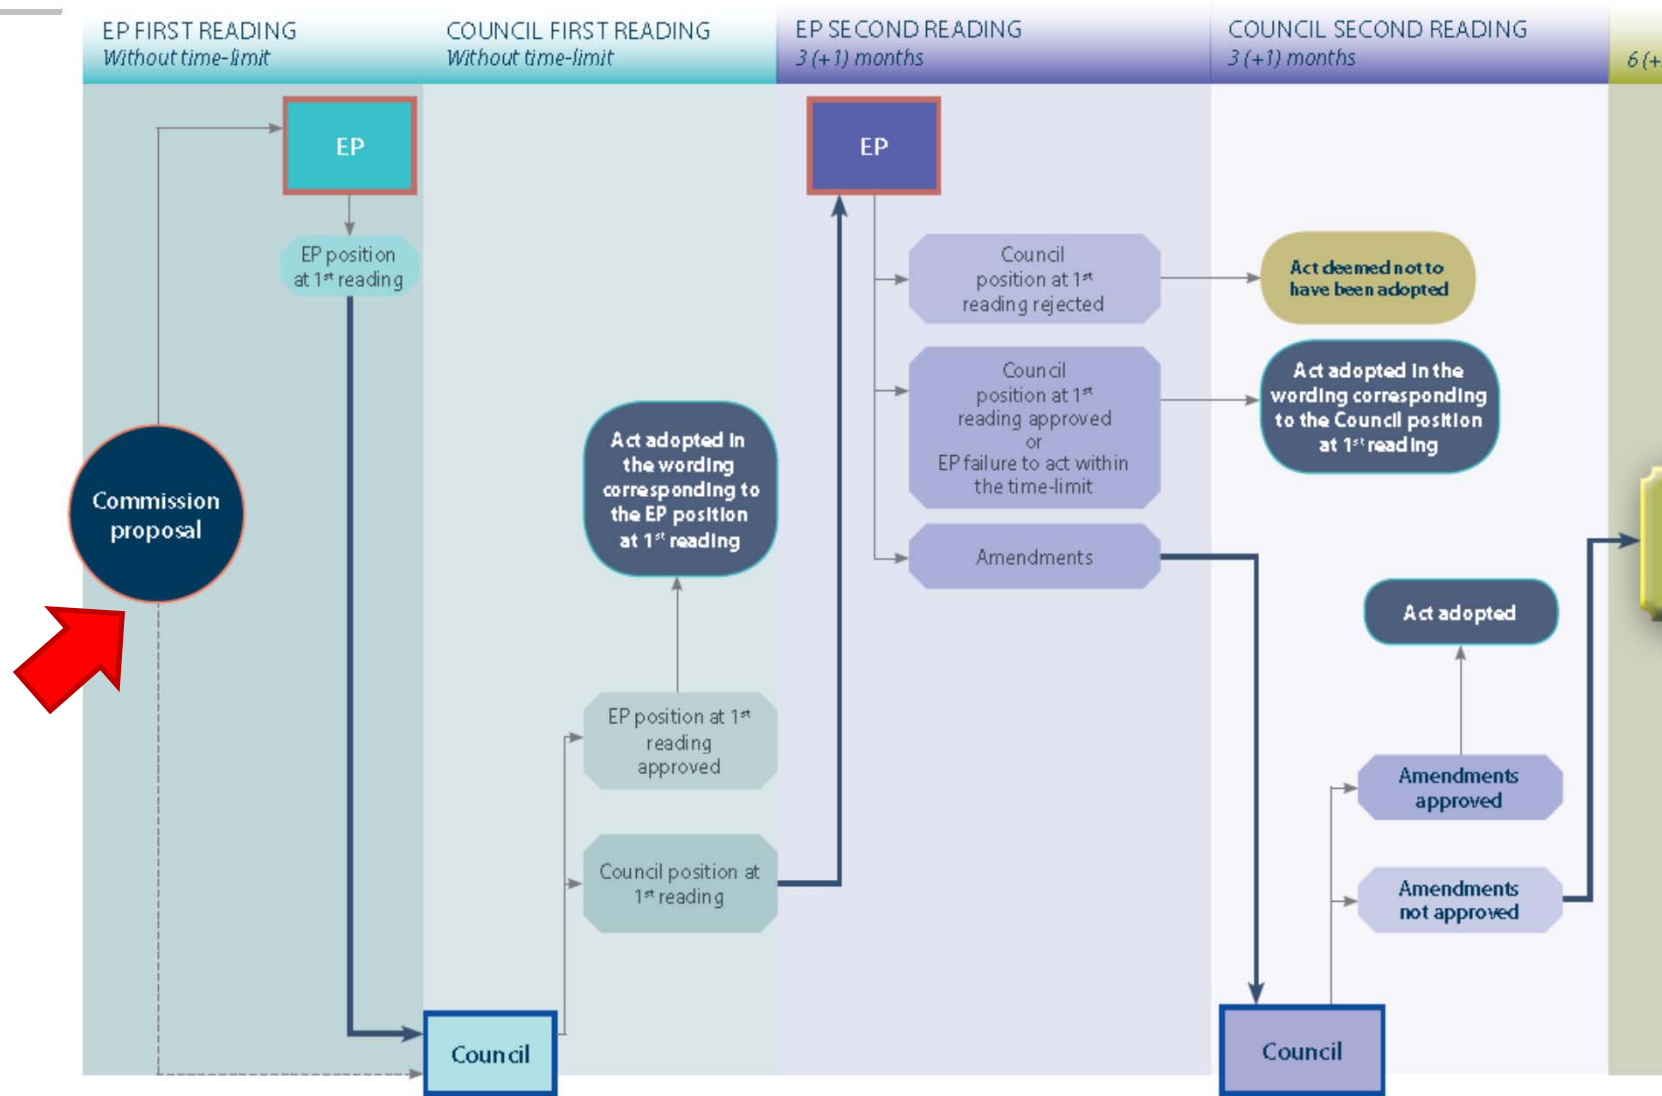 EP FIRST READING
Without time-limit
COUNCIL FIRST READING
Without time-limit
EP SECOND READING
3 (+1) months
COUNCIL SECOND READING
3 (+1) months
6 (+
EP
EP position
at 1st reading
Commission
proposal
Act adopted in
the wording
corresponding to
the EP position
at 1st reading
EP position at 1st
reading
approved
Council position at
1st reading
Council
EP
Council
position at 1st
reading rejected
Council
position at 1st
reading approved
or
EP failure to act within
the time-limit
Amendments
Act deemed not to
have been adopted
Act adopted in the
wording corresponding
to the Council position
at 1st reading
Act adopted
Amendments
approved
Amendments
not approved
Council